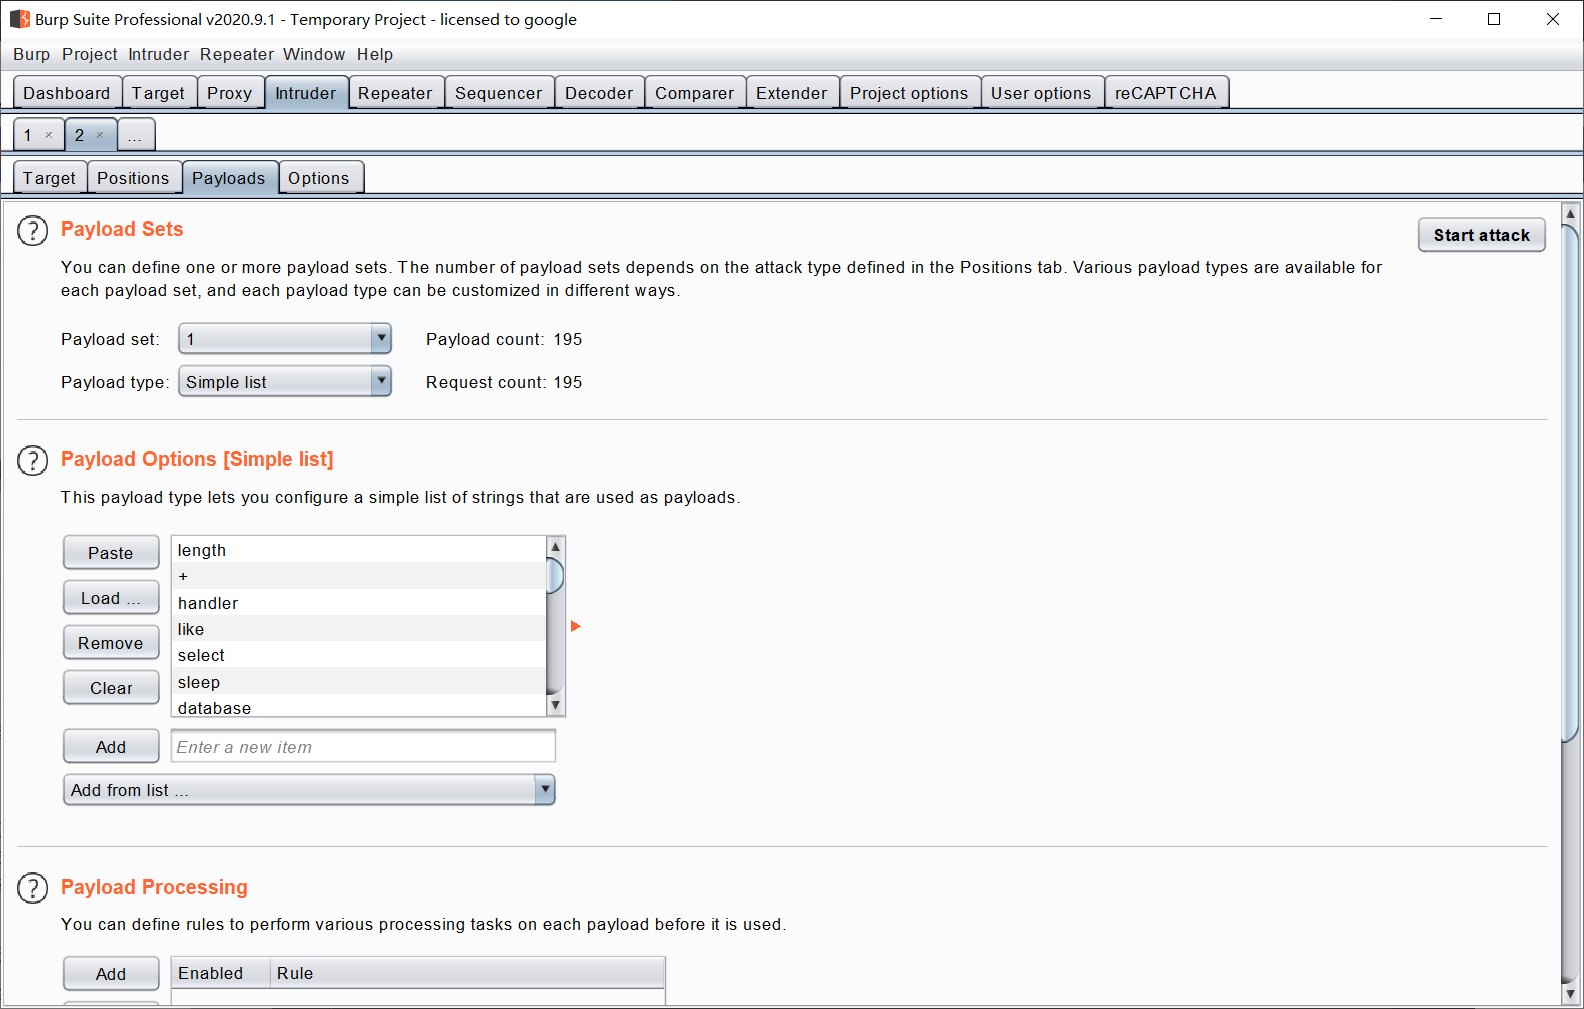 Burp Suite Professional v2020.9.1 - Temporary Project - licensed to google
Burp Project Intruder Repeater Window Help
Dashboard Target Proxy Intruder Repeater Sequencer Decoder Comparer Extender Project options User options reCAPTCHA
1 × 2 × ...
Target Positions Payloads Options
? Payload Sets
Start attack
You can define one or more payload sets. The number of payload sets depends on the attack type defined in the Positions tab. Various payload types are available for
each payload set, and each payload type can be customized in different ways.
Payload set: 1 Payload count: 195
Payload type: Simple list Request count: 195
? Payload Options [Simple list]
This payload type lets you configure a simple list of strings that are used as payloads.
Paste
Load ...
Remove
Clear
length
+
handler
like
select
sleep
database
Add Enter a new item
Add from list ...
? Payload Processing
You can define rules to perform various processing tasks on each payload before it is used.
Add Enabled Rule